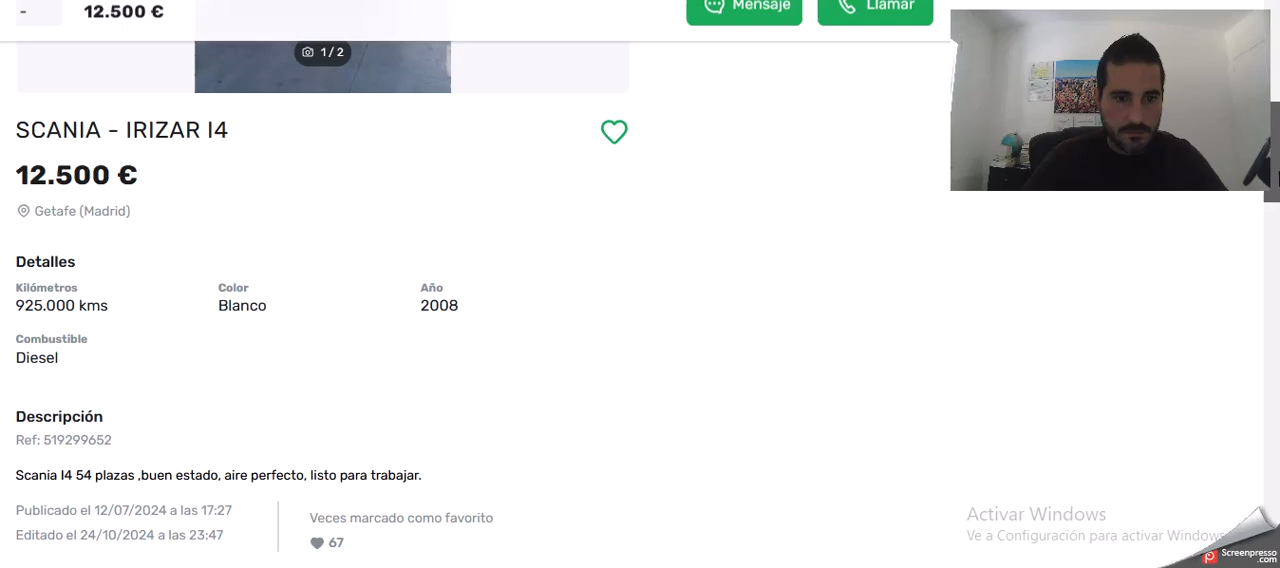 -
12.500 €
Mensaje
Llamar
1 / 2
SCANIA - IRIZAR I4
12.500 €
Getafe (Madrid)
Detalles
Kilómetros
925.000 kms
Color
Blanco
Año
2008
Combustible
Diesel
Descripción
Ref: 519299652
Scania I4 54 plazas ,buen estado, aire perfecto, listo para trabajar.
Publicado el 12/07/2024 a las 17:27
Editado el 24/10/2024 a las 23:47
Veces marcado como favorito
67
Activar Windows
Ve a Configuración para activar Windows
Screenpresso
.com